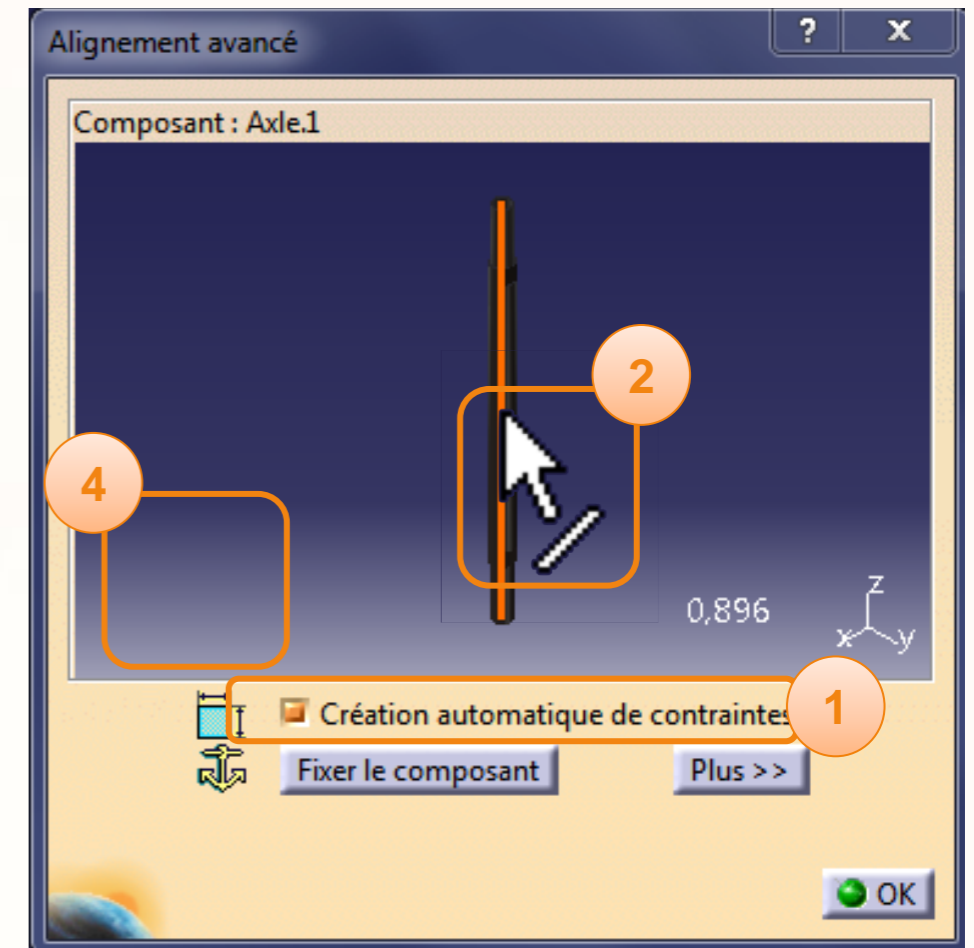 Alignement avancé ? x
Composant : Axle.1
2
4
0,896
z
x y
Création automatique de contraintes 1
Fixer le composant Plus >>
OK